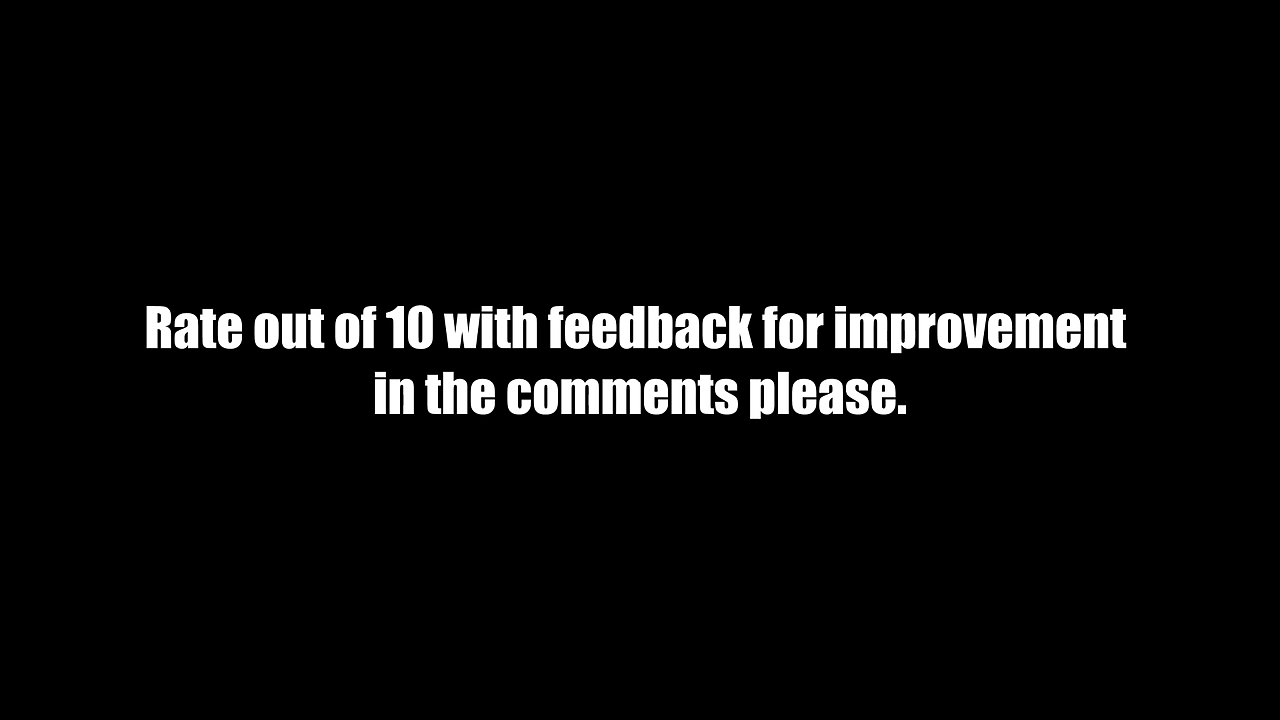 Rate out of 10 with feedback for improvement
in the comments please.